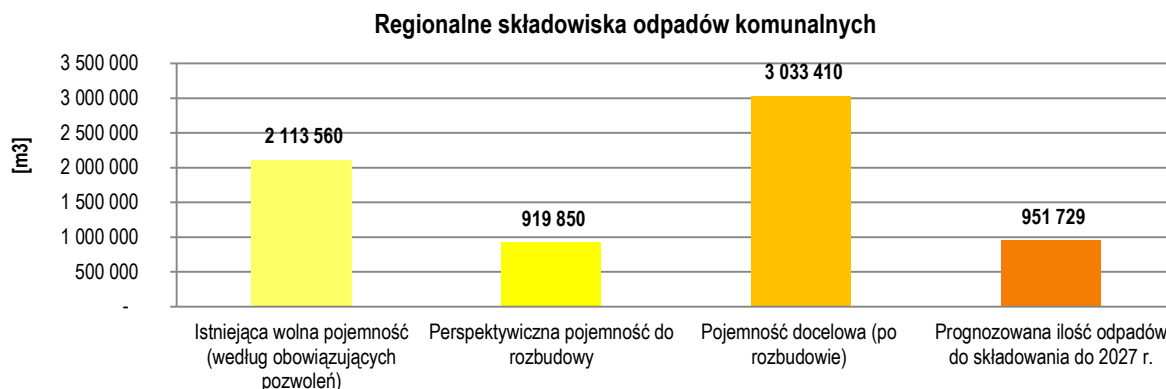 Regionalne składowiska odpadów komunalnych
[m3]
3 500 000
3 000 000
2 500 000
2 000 000
1 500 000
1 000 000
500 000
-
2 113 560
919 850
3 033 410
951 729
Istniejąca wolna pojemność
(według obowiązujących
pozwoleń)
Perspektywiczna pojemność do
rozbudowy
Pojemność docelowa (po
rozbudowie)
Prognozowana ilość odpadów
do składowania do 2027 r.